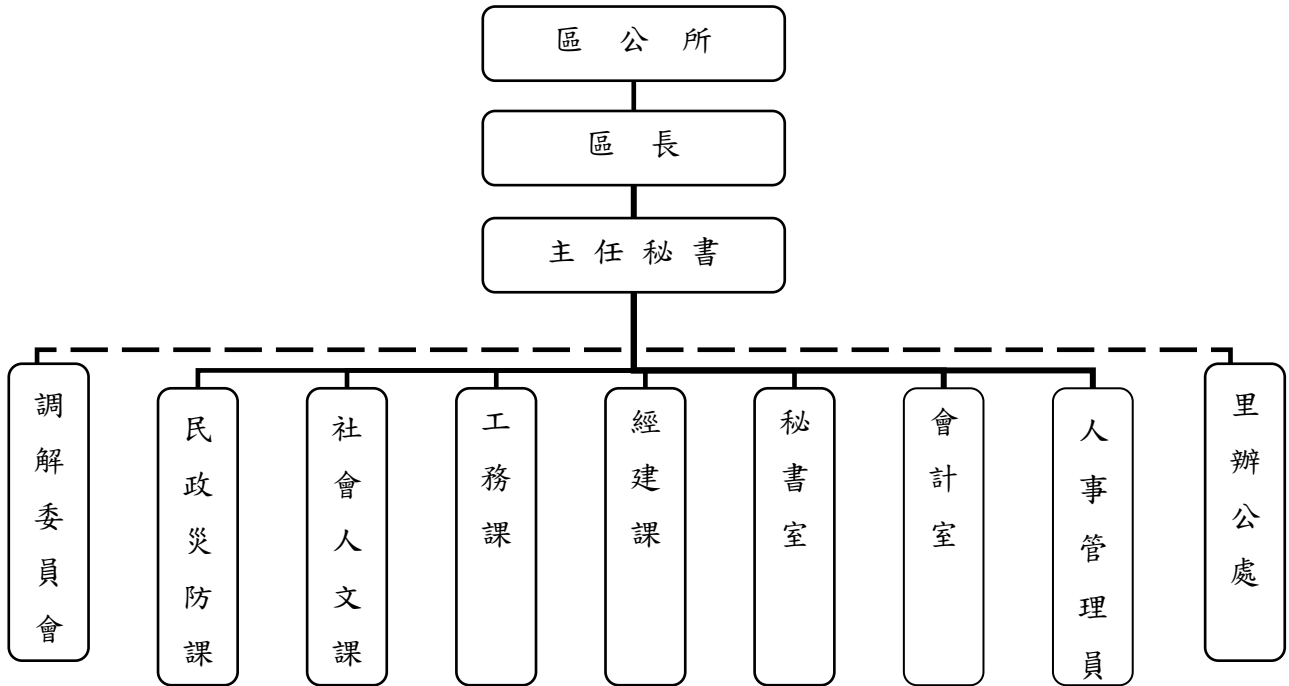 區公所
區長
主任秘書
調解委員會
民政災防課
社會人文課
工務課
經建課
秘書室
會計室
人事管理員
里辦公處